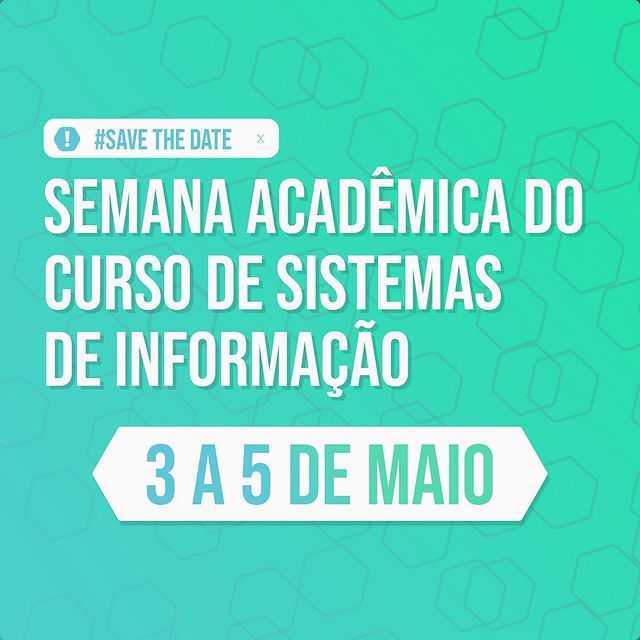 ! #SAVE THE DATE x
SEMANA ACADÊMICA DO
CURSO DE SISTEMAS
DE INFORMAÇÃO
3 A 5 DE MAIO